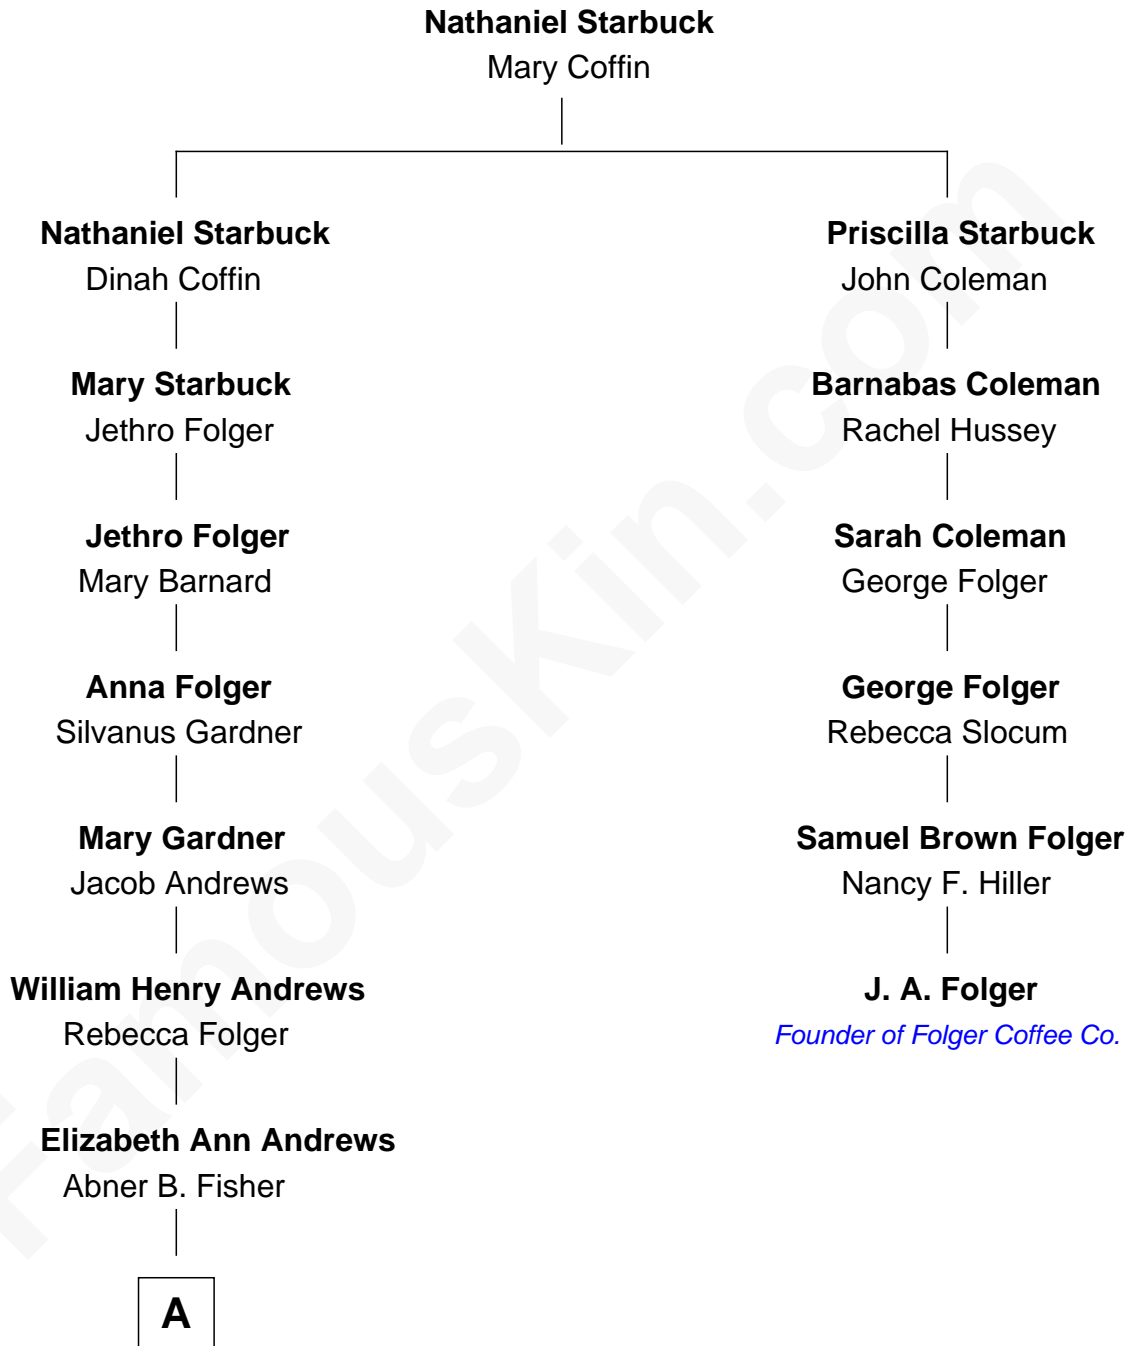 Nathaniel Starbuck
Mary Coffin
Nathaniel Starbuck
Dinah Coffin
Priscilla Starbuck
John Coleman
Mary Starbuck
Jethro Folger
Barnabas Coleman
Rachel Hussey
Jethro Folger
Mary Barnard
Sarah Coleman
George Folger
Anna Folger
Silvanus Gardner
George Folger
Rebecca Slocum
Mary Gardner
Jacob Andrews
Samuel Brown Folger
Nancy F. Hiller
William Henry Andrews
Rebecca Folger
J. A. Folger
Founder of Folger Coffee Co.
Elizabeth Ann Andrews
Abner B. Fisher
A
FamousKin.com